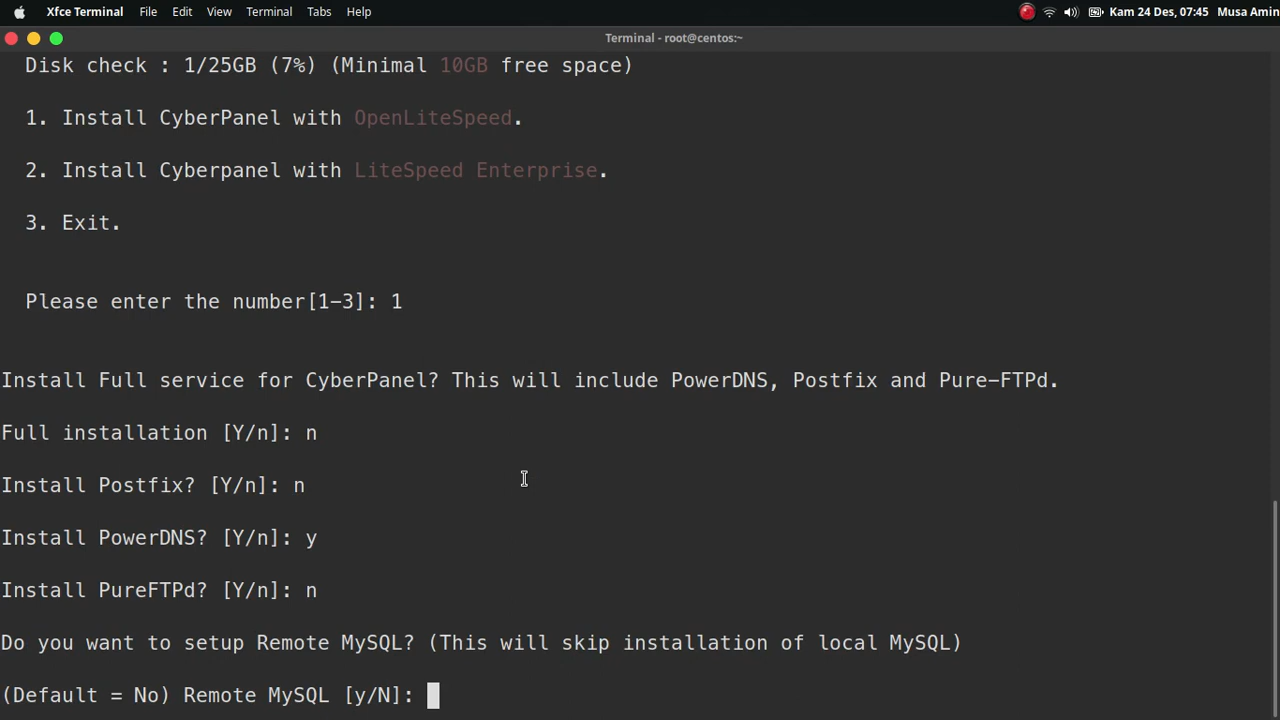 Xfce Terminal File Edit View Terminal Tabs Help Kam 24 Des, 07:45 Musa Amin
Terminal - root@centos:~
Disk check : 1/25GB (7%) (Minimal 10GB free space)
1. Install CyberPanel with OpenLiteSpeed.
2. Install Cyberpanel with LiteSpeed Enterprise.
3. Exit.
Please enter the number[1-3]: 1
Install Full service for CyberPanel? This will include PowerDNS, Postfix and Pure-FTPd.
Full installation [Y/n]: n
Install Postfix? [Y/n]: n
Install PowerDNS? [Y/n]: y
Install PureFTPd? [Y/n]: n
Do you want to setup Remote MySQL? (This will skip installation of local MySQL)
(Default = No) Remote MySQL [y/N]: